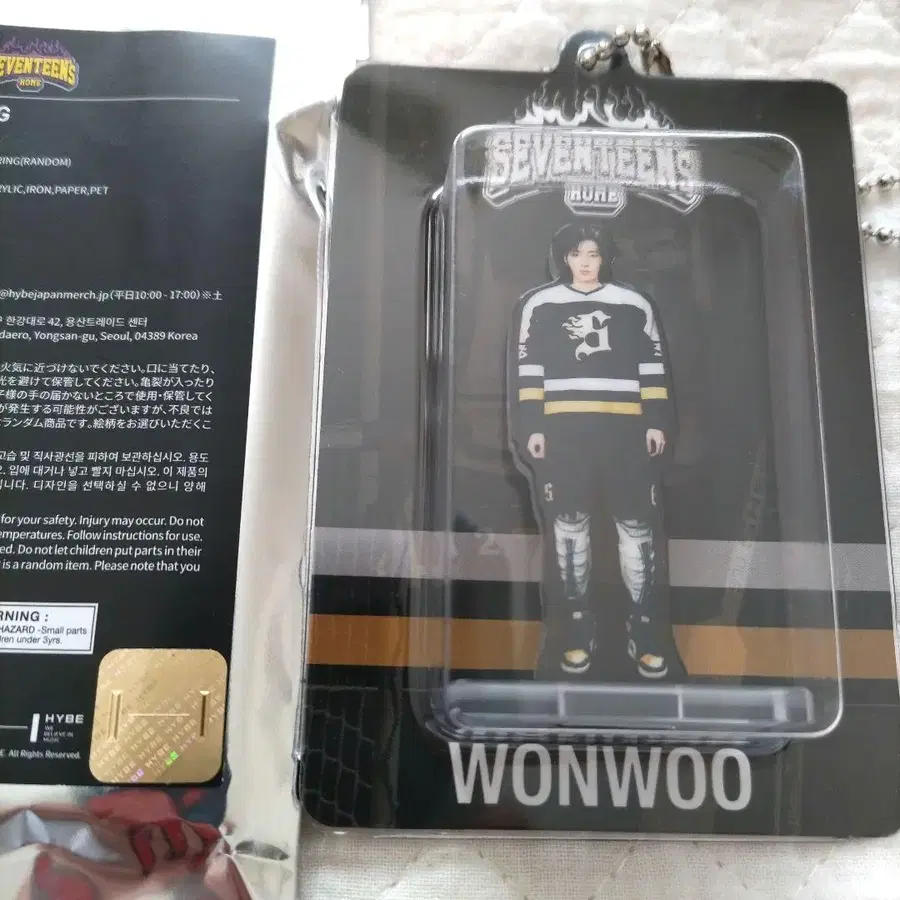 SEVENTEENS
HOME
G
RING(RANDOM)
RYLIC,IRON,PAPER,PET
@hybejapanmerch.jp(平日10:00 - 17:00)※土
한강대로 42, 용산트레이드 센터
daero, Yongsan-gu, Seoul, 04389 Korea
火気に近づけないでください。口に当てたり、
光を避けて保管してください。亀裂が入ったり
子様の手の届かないところで使用・保管してく
が発生する可能性がございますが、不良では
ランダム商品です。絵柄をお選びいただくこ
고습 및 직사광선을 피하여 보관하십시오. 용도
입에 대거나 넣고 빨지 마십시오. 이 제품의
입니다. 디자인을 선택하실 수 없으니 양해
for your safety. Injury may occur. Do not
emperatures. Follow instructions for use.
ed. Do not let children put parts in their
is a random item. Please note that you
RNING :
HAZARD -Small parts
dren under 3yrs.
HYBE
WE
BELIEVE IN
MUSIC
E. All Rights Reserved.
SEVENTEENS
HOME
S
S
E
WONWOO